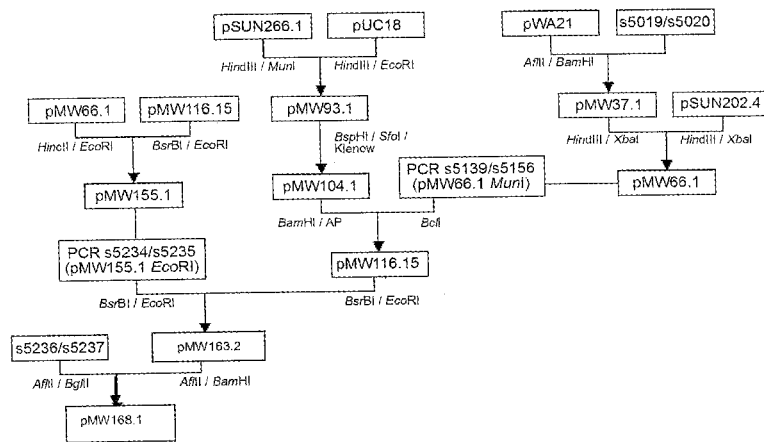 pSUN266.1 pUC18 pWA21 s5019/s5020
HindIII / MunI HindIII / EcoRI AflII / BamHI
pMW66.1 pMW116.15 pMW93.1 pMW37.1 pSUN202.4
HincII / EcoRI BsrBI / EcoRI BspHI / SfoI / HindIII / XbaI HindIII / XbaI
Klenow
PCR s5139/s5156
pMW155.1 pMW104.1 (pMW66.1 MunI) pMW66.1
BamHI / AP BclI
PCR s5234/s5235
(pMW155.1 EcoRI) pMW116.15
BsrBI / EcoRI BsrBI / EcoRI
s5236/s5237 pMW163.2
AflII / BglII AflII / BamHI
pMW168.1